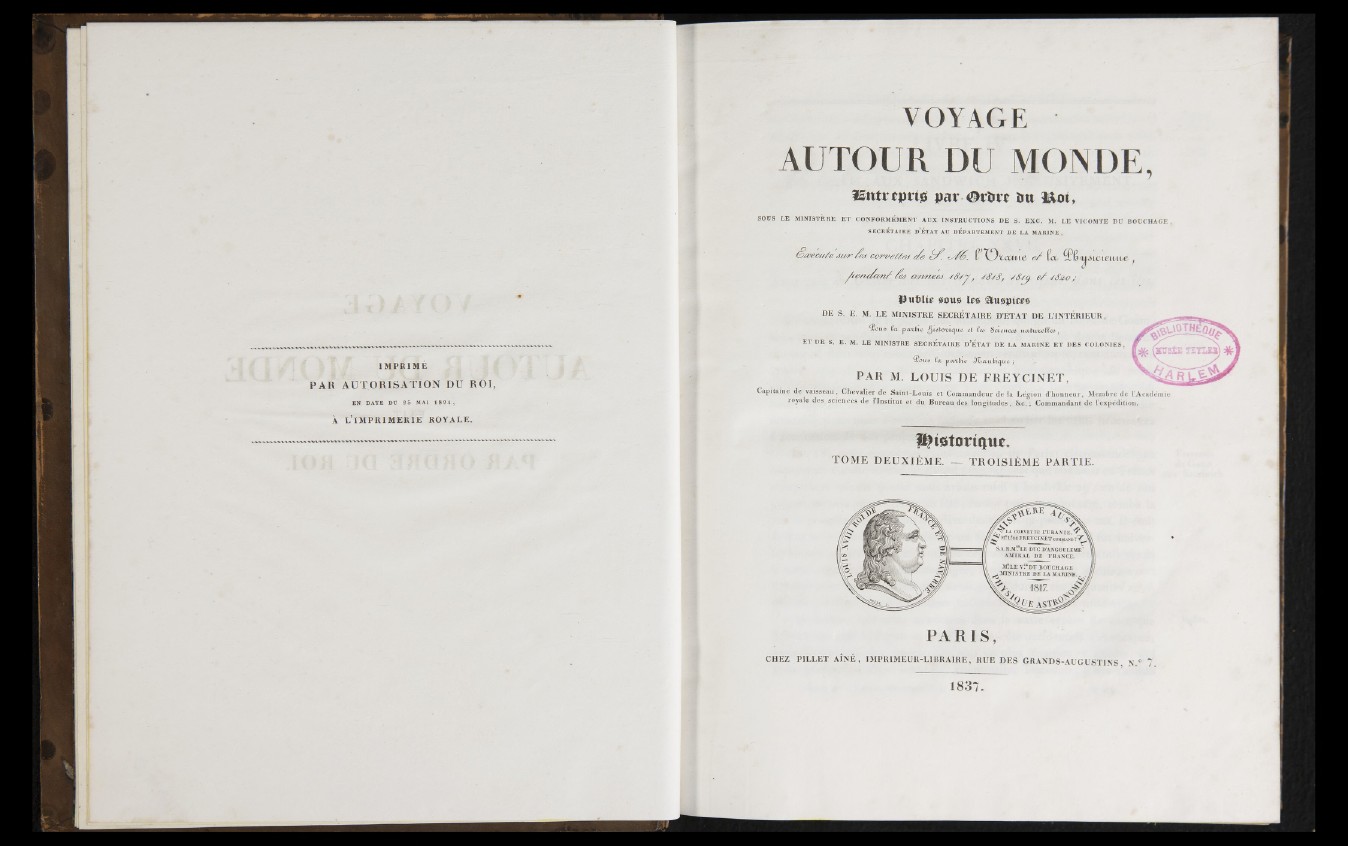 IMPRIMÉ
PAR AUTORISATION DU ROI,
EN DATE DU 25 MAI 1824,
À L'IMPRIMERIE ROYALE.
VOYAGE
AUTOUR DU MONDE,
Entrepris par Ordre du Roi,
SOUS LE MINISTÈRE ET CONFORMÉMENT AUX INSTRUCTIONS DE S. EXC. M. LE VICOMTE DU BOUCHAGE,
SECRÉTAIRE D'ÉTAT AU DÉPARTEMENT DE LA MARINE,
Exécuté sur les corvettes de S. M. l'Uranie et la Physicienne,
pendant les années 1817, 1818, 1819 et 1820;
Publié sous les Auspices
DE S. E. M. LE MINISTRE SECRÉTAIRE D'ÉTAT DE L'INTÉRIEUR,
Pour la partie Historique et les Sciences naturelles,
ET DE S. E. M. LE MINISTRE SECRÉTAIRE D'ÉTAT DE LA MARINE ET DES COLONIES,
Pour la partie Nautique;
BIBLIOTHÈQUE
MUSÉE TEYLER
HARLEM
PAR M. LOUIS DE FREYCINET,
Capitaine de vaisseau, Chevalier de Saint-Louis et Commandeur de la Légion d'honneur, Membre de l'Académie
royale des sciences de l'Institut et du Bureau des longitudes, &c.; Commandant de l'expédition.
Historique.
TOME DEUXIÈME. — TROISIÈME PARTIE.
LOUIS XVIII ROI DE FRANCE ET DE NAVARRE
HÉMISPHÈRE AUSTRAL
PHYSIQUE ASTRONOMIE
LA CORVETTE L'URANIE,
DE FREYCINET COMMANDT
S.A.R.MGR LE DUC D'ANGOULEME
AMIRAL DE FRANCE.
MR LE VTE DU BOUCHAGE
MINISTRE DE LA MARINE
1817.
PARIS,
CHEZ PILLET AÎNÉ, IMPRIMEUR-LIBRAIRE, RUE DES GRANDS-AUGUSTINS, N.° 7.
1837.